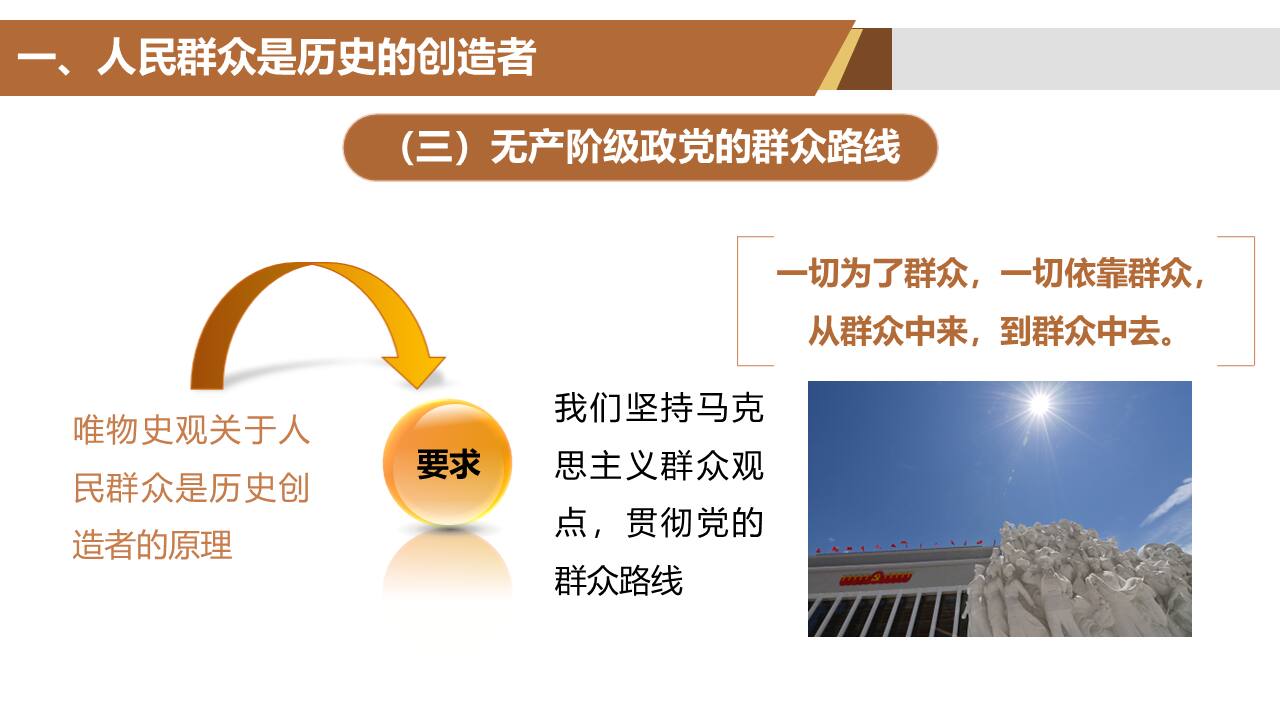 一、人民群众是历史的创造者
（三）无产阶级政党的群众路线
一切为了群众，一切依靠群众，
从群众中来，到群众中去。
唯物史观关于人
民群众是历史创
造者的原理
要求
我们坚持马克
思主义群众观
点，贯彻党的
群众路线